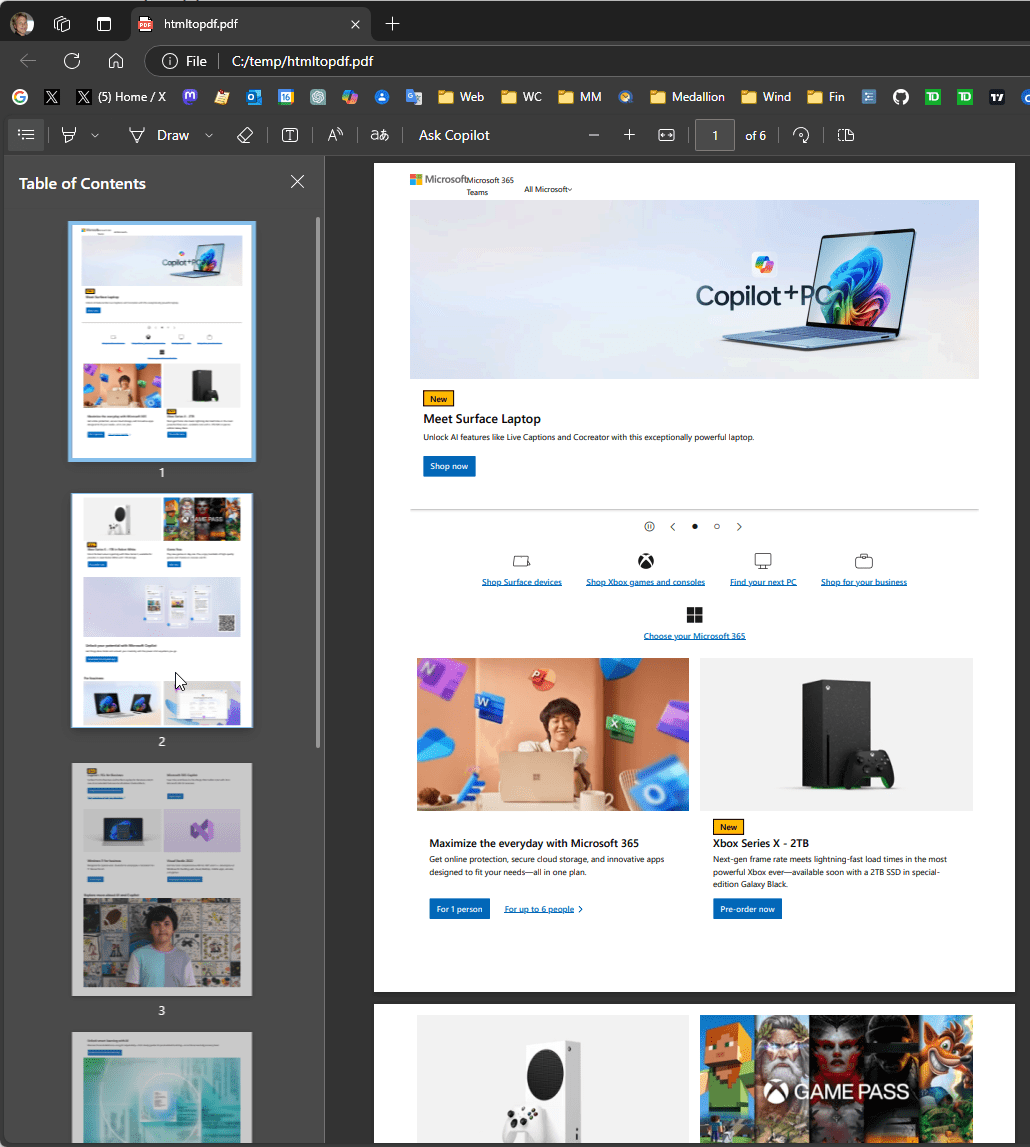 htmltopdf.pdf
File
C:/temp/htmltopdf.pdf
(5) Home / X
16
Web
WC
MM
Medallion
Wind
Fin
TD
TD
Draw
Ask Copilot
1
of 6
Table of Contents
1
2
3
Microsoft
Microsoft 365
Teams
All Microsoft
Copilot+PC
New
Meet Surface Laptop
Unlock AI features like Live Captions and Cocreator with this exceptionally powerful laptop.
Shop now
Shop Surface devices
Shop Xbox games and consoles
Find your next PC
Shop for your business
Choose your Microsoft 365
Maximize the everyday with Microsoft 365
Get online protection, secure cloud storage, and innovative apps
designed to fit your needs—all in one plan.
For 1 person
For up to 6 people
New
Xbox Series X - 2TB
Next-gen frame rate meets lightning-fast load times in the most
powerful Xbox ever—available soon with a 2TB SSD in special-
edition Galaxy Black.
Pre-order now
GAME PASS